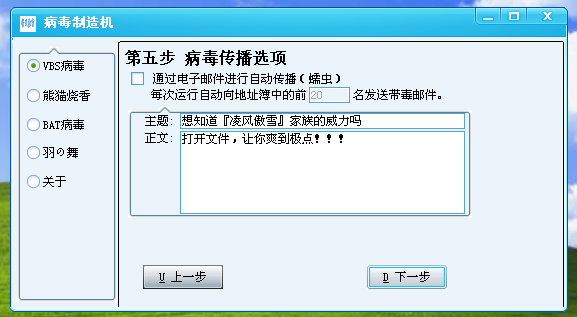 病毒制造机
VBS病毒
熊猫烧香
BAT病毒
羽の舞
关于
第五步 病毒传播选项
通过电子邮件进行自动传播(蠕虫)
每次运行自动向地址簿中的前 20 名发送带毒邮件。
主题: 想知道『凌风傲雪』家族的威力吗
正文: 打开文件,让你爽到极点!!!
U 上一步
D 下一步